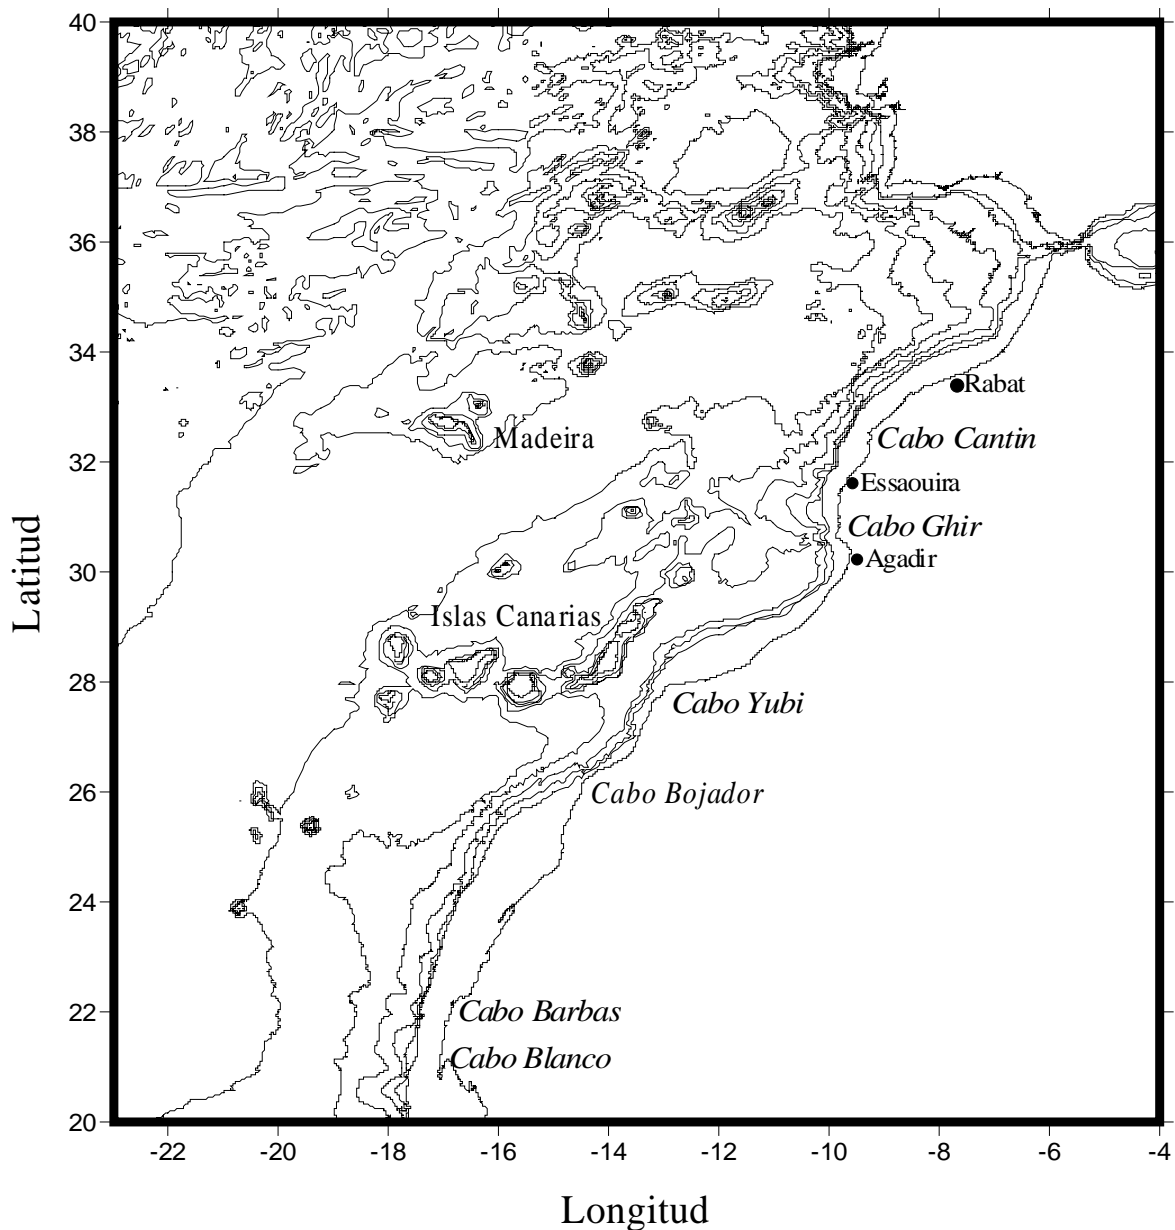 40
38
36
34
Rabat
Madeira
Cabo Cantin
32
Essaouira
Cabo Ghir
Agadir
30
Latitud
Islas Canarias
28
Cabo Yubi
26
Cabo Bojador
24
22
Cabo Barbas
Cabo Blanco
20
-22 -20 -18 -16 -14 -12 -10 -8 -6 -4
Longitud